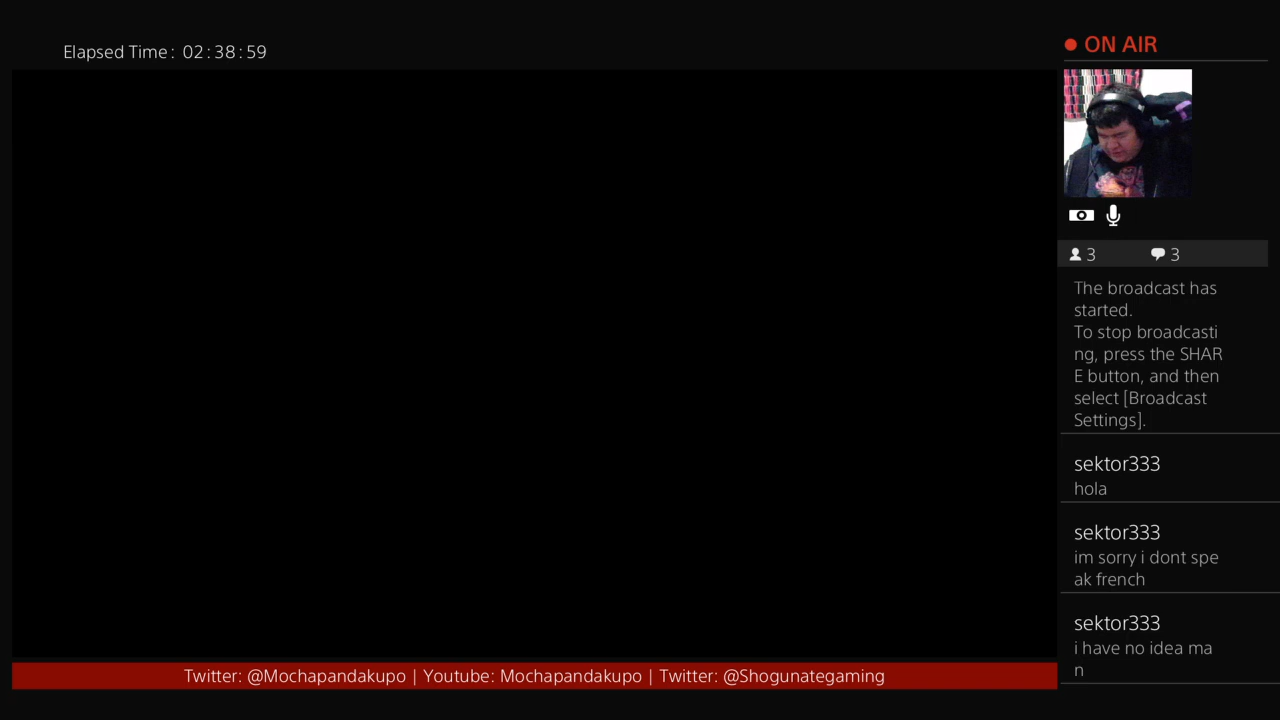 Elapsed Time: 02:38:59
ON AIR
3 3
The broadcast has
started.
To stop broadcasti
ng, press the SHAR
E button, and then
select [Broadcast
Settings].
sektor333
hola
sektor333
im sorry i dont spe
ak french
sektor333
i have no idea ma
n
Twitter: @Mochapandakupo | Youtube: Mochapandakupo | Twitter: @Shogunategaming